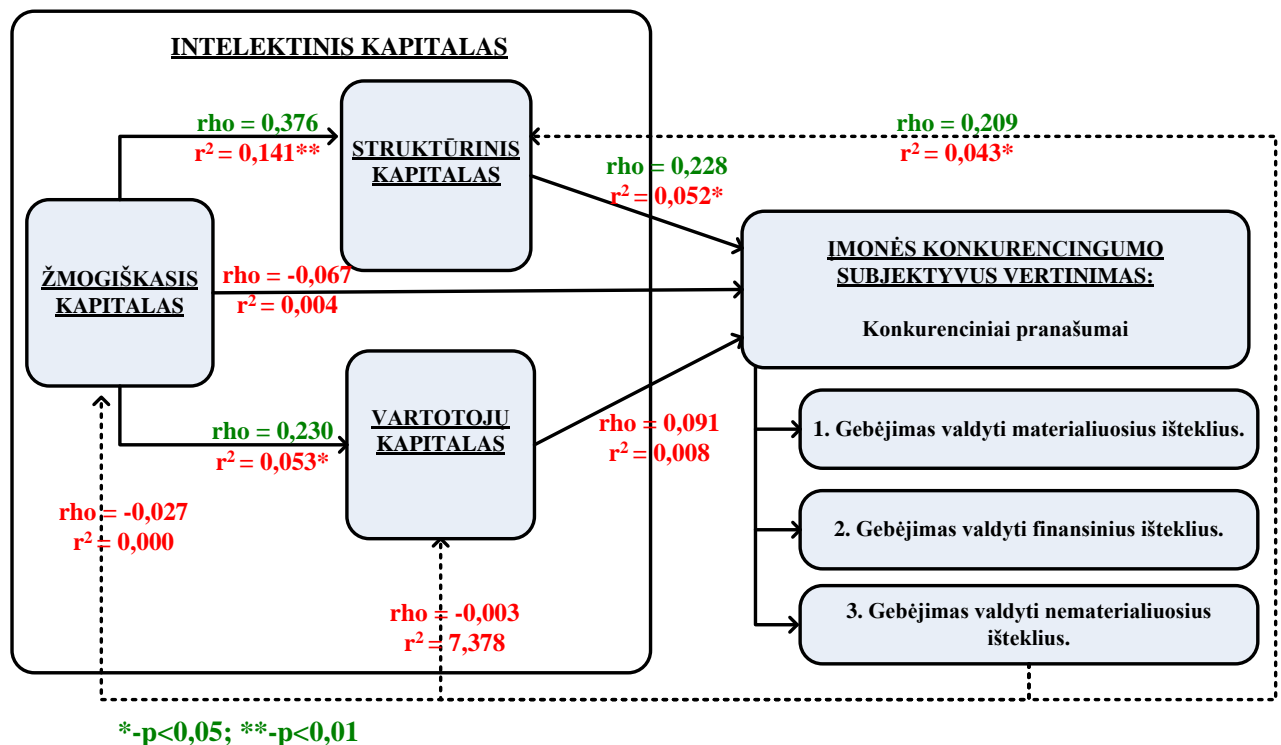 INTELEKTINIS KAPITALAS
rho = 0,376
r² = 0,141**
STRUKTŪRINIS
KAPITALAS
rho = 0,209
r² = 0,043*
rho = 0,228
r² = 0,052*
ŽMOGIŠKASIS
KAPITALAS
rho = -0,067
r² = 0,004
ĮMONĖS KONKURENCINGUMO
SUBJEKTYVUS VERTINIMAS:
Konkurenciniai pranašumai
rho = 0,230
r² = 0,053*
VARTOTOJŲ
KAPITALAS
rho = 0,091
r² = 0,008
1. Gebėjimas valdyti materialiuosius išteklius.
rho = -0,027
r² = 0,000
2. Gebėjimas valdyti finansinius išteklius.
rho = -0,003
r² = 7,378
3. Gebėjimas valdyti nematerialiuosius
išteklius.
*-p<0,05; **-p<0,01